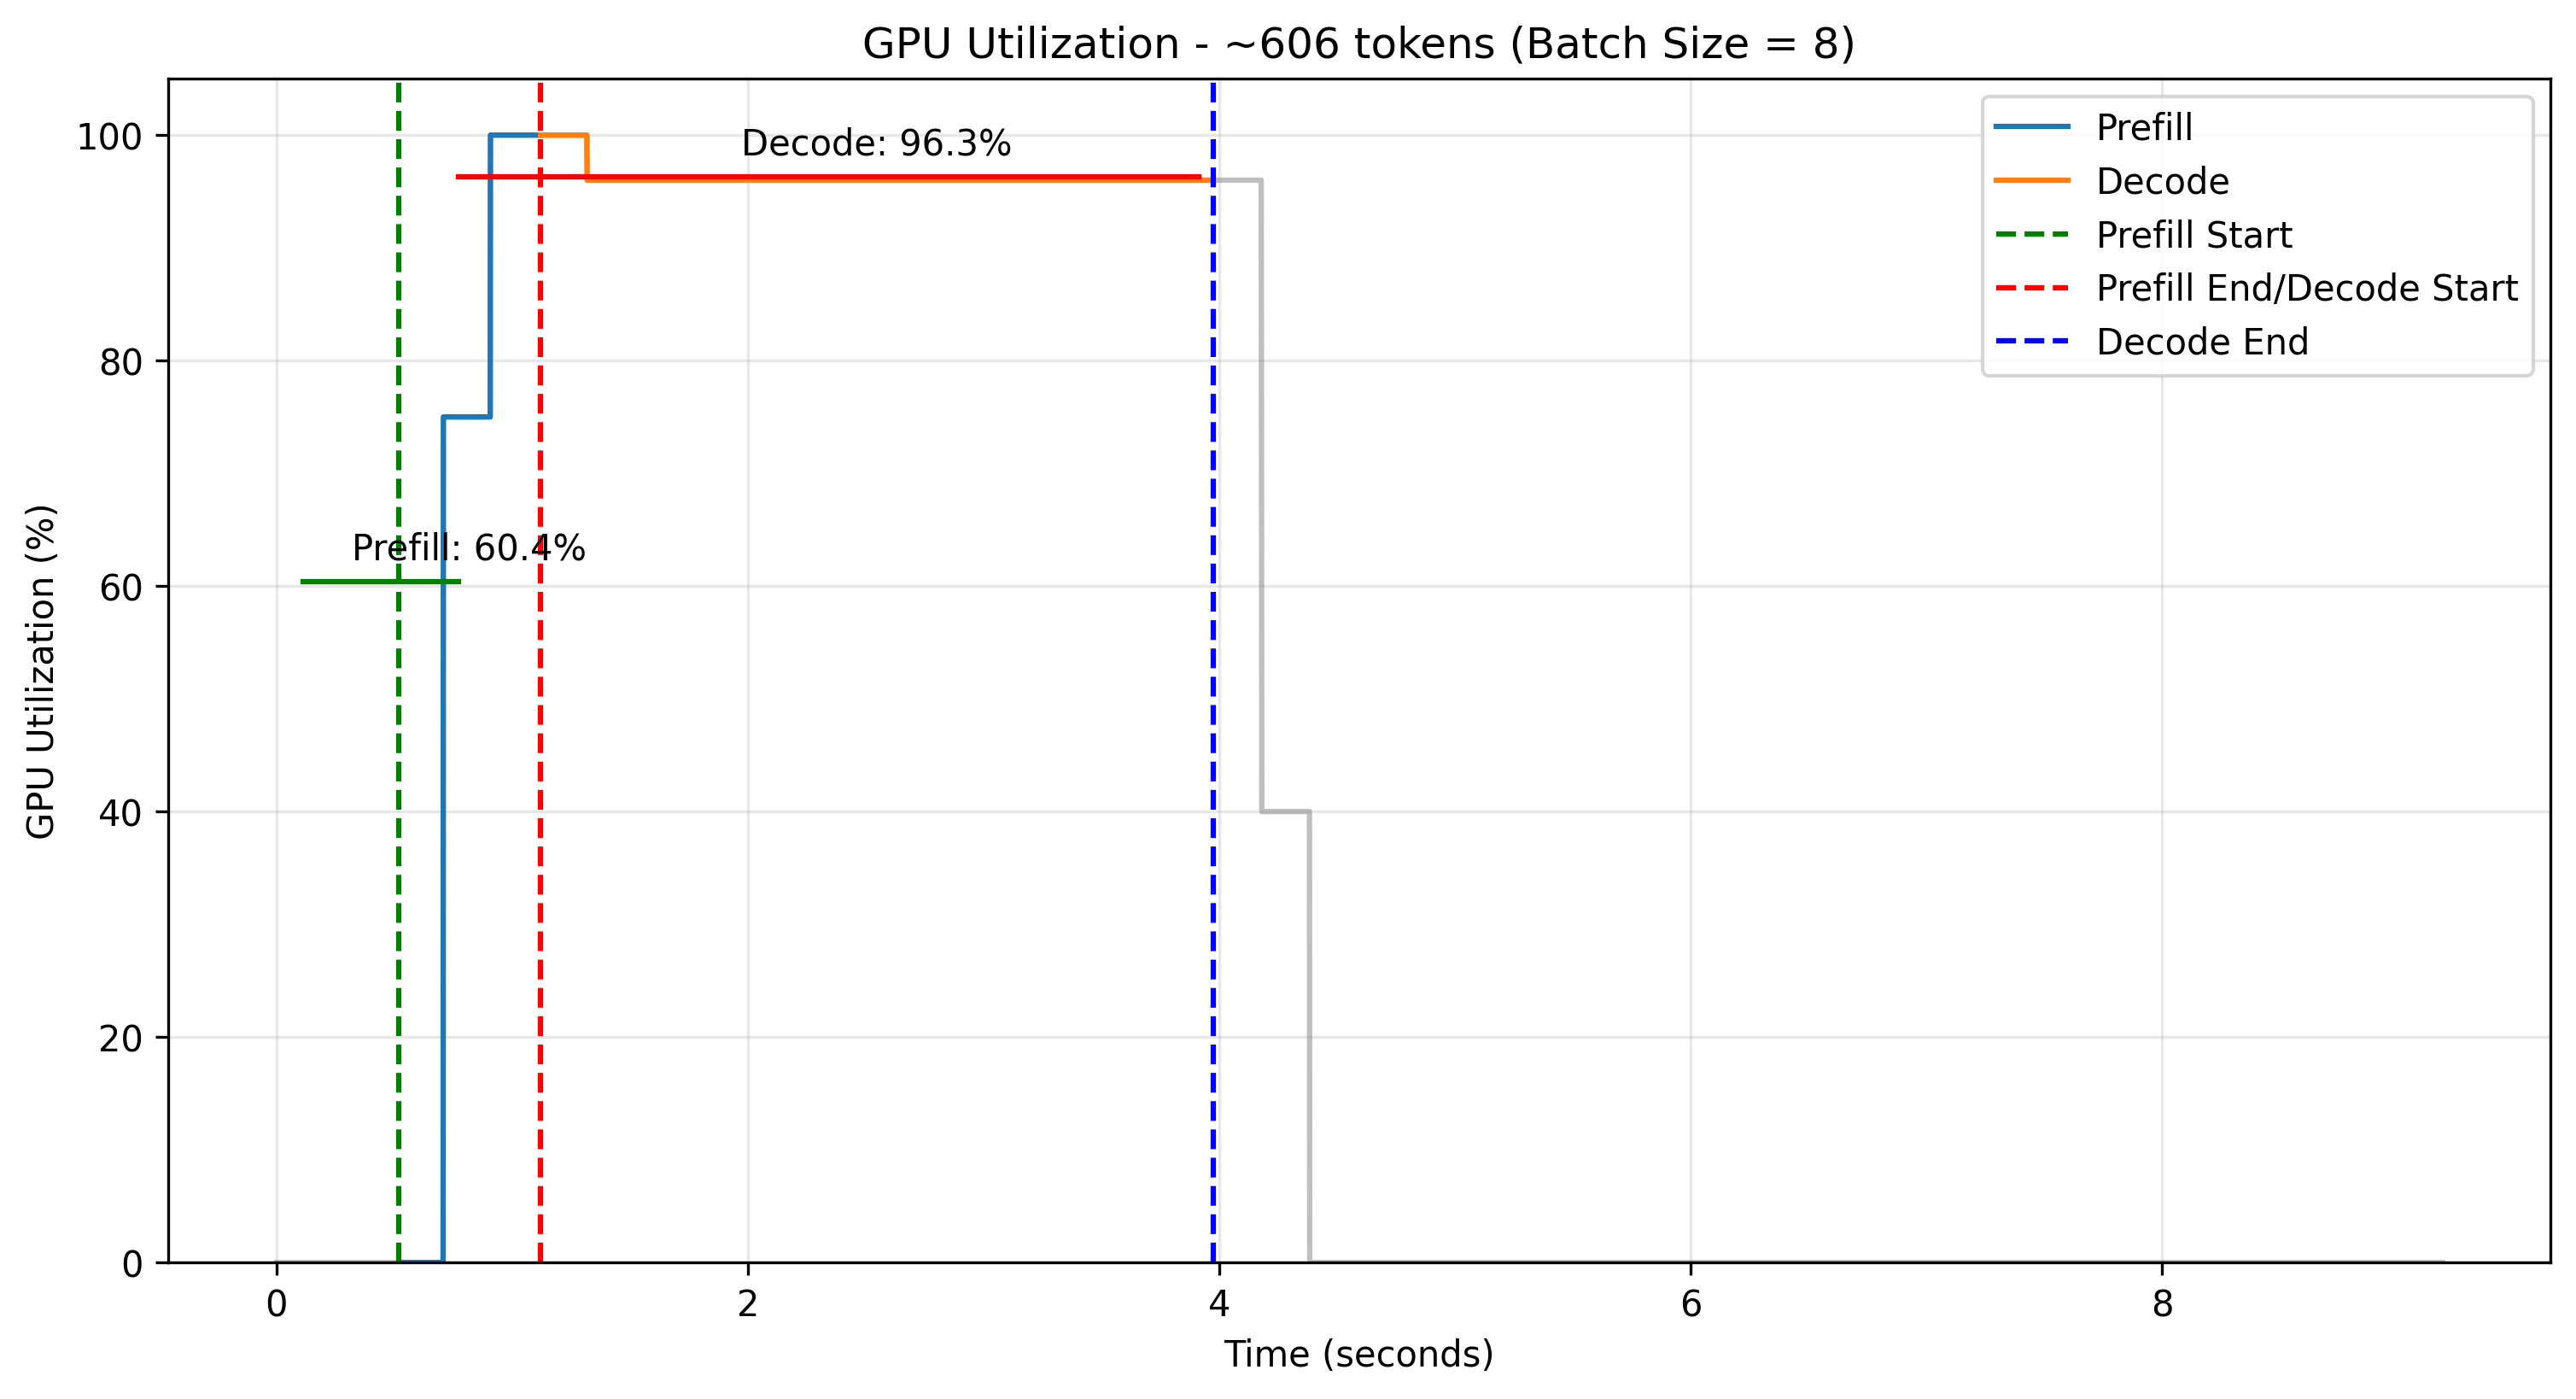 GPU Utilization - ~606 tokens (Batch Size = 8)
Prefill
Decode
Prefill Start
Prefill End/Decode Start
Decode End
Decode: 96.3%
Prefill: 60.4%
GPU Utilization (%)
100
80
60
40
20
0
0 2 4 6 8
Time (seconds)